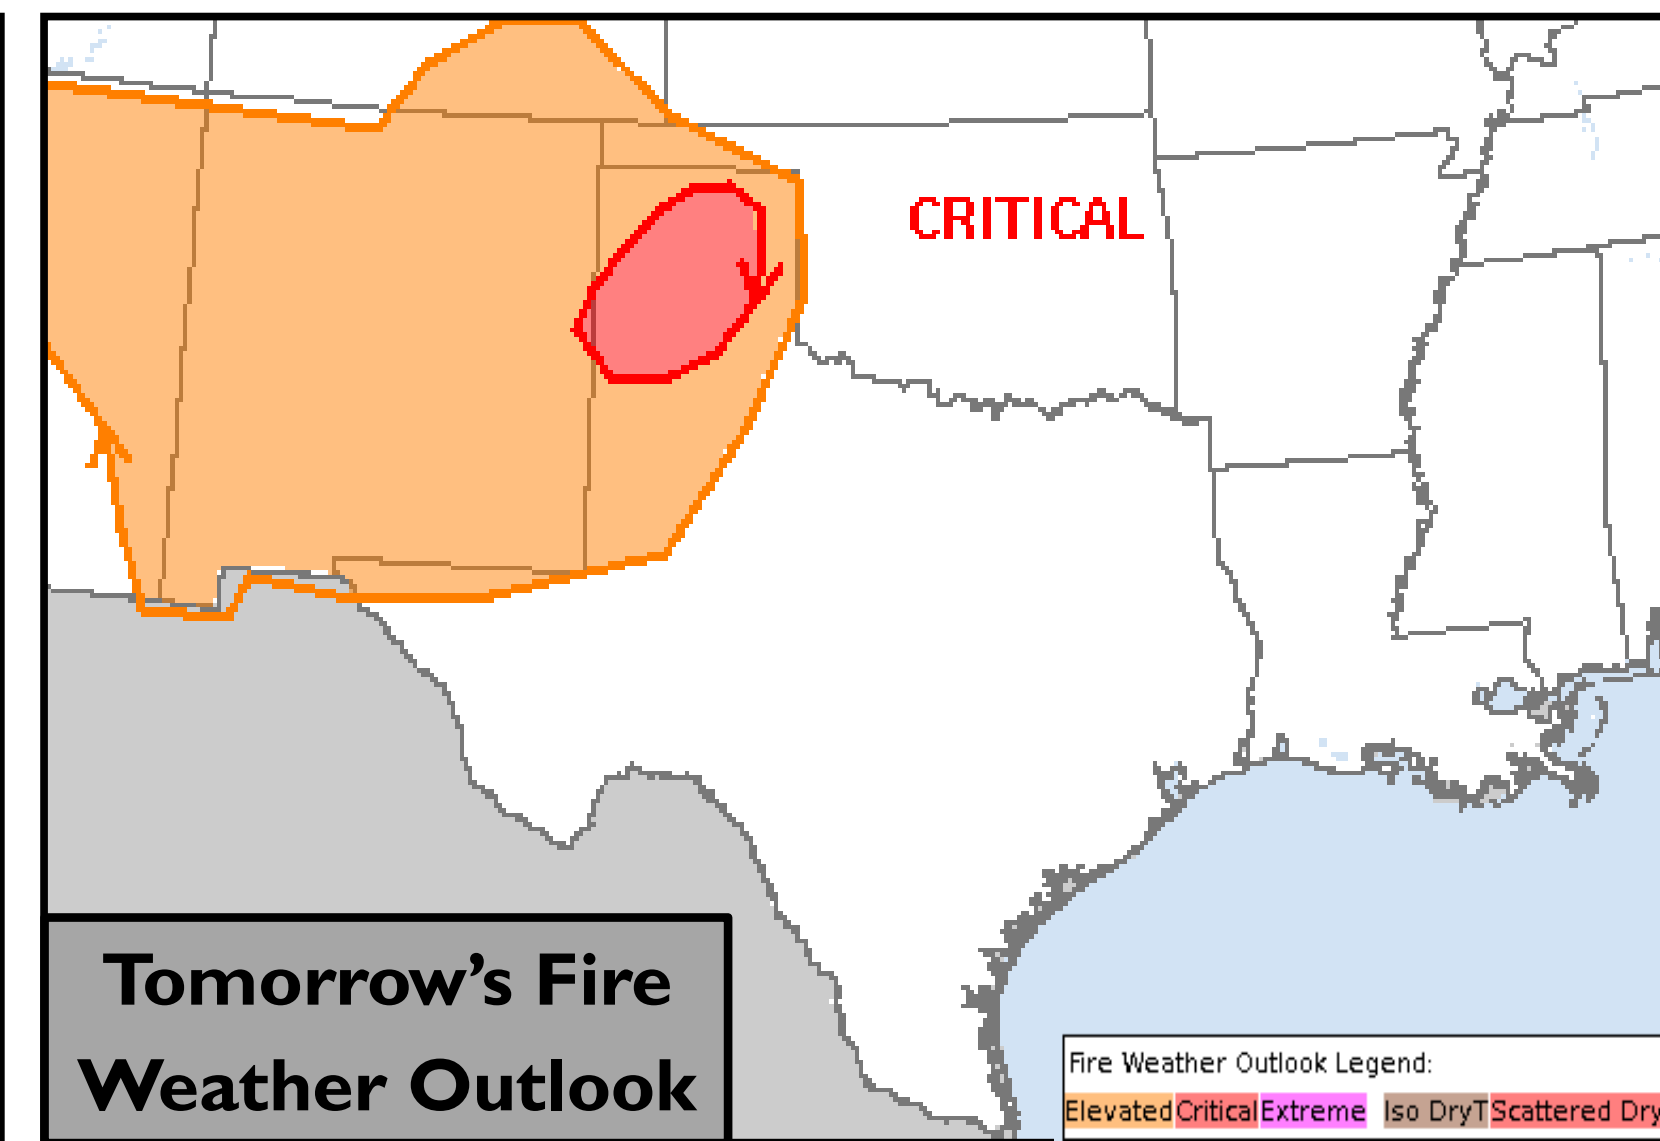 CRITICAL
Tomorrow’s Fire
Weather Outlook
Fire Weather Outlook Legend:
Elevated Critical Extreme Iso DryT Scattered Dry